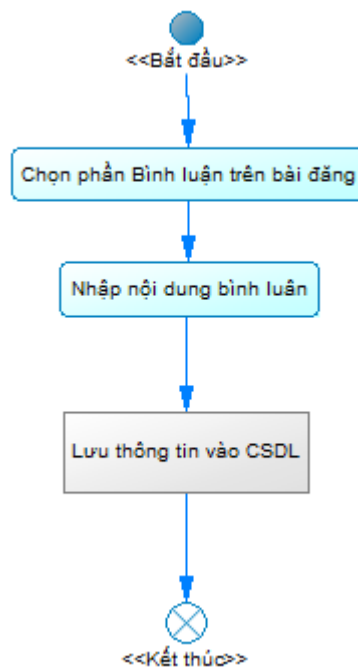 <<Bắt đầu>>
Chọn phần Bình luận trên bài đăng
Nhập nội dung bình luân
Lưu thông tin vào CSDL
<<Kết thúc>>